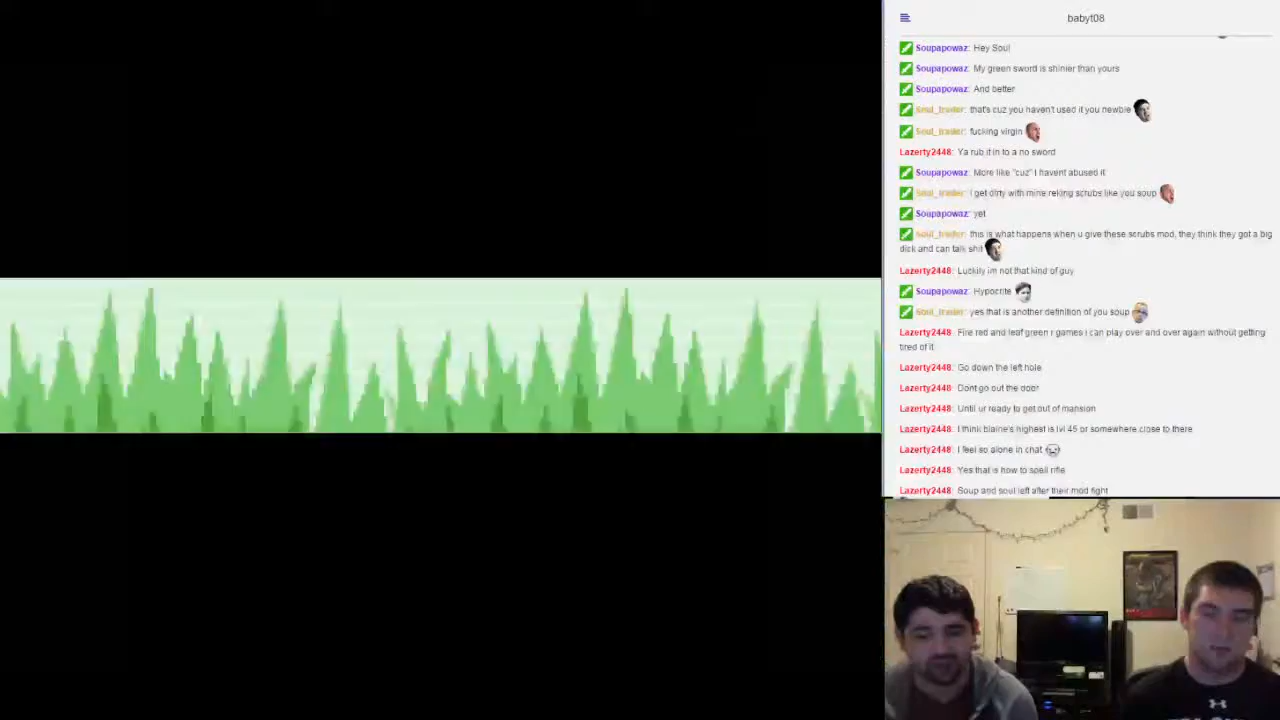 babyt08
Soupapowaz: Hey Soul
Soupapowaz: My green sword is shinier than yours
Soupapowaz: And better
Soul_trader: that's cuz you haven't used it you newbie
Soul_trader: fucking virgin
Lazerty2448: Ya rub it in to a no sword
Soupapowaz: More like "cuz" I havent abused it
Soul_trader: I get dirty with mine reking scrubs like you soup
Soupapowaz: yet
Soul_trader: this is what happens when u give these scrubs mod, they think they got a big
dick and can talk shit
Lazerty2448: Luckily im not that kind of guy
Soupapowaz: Hypocrite
Soul_trader: yes that is another definition of you soup
Lazerty2448: Fire red and leaf green r games i can play over and over again without getting
tired of it
Lazerty2448: Go down the left hole
Lazerty2448: Dont go out the door
Lazerty2448: Until ur ready to get out of mansion
Lazerty2448: I think blaine's highest is lvl 45 or somewhere close to there
Lazerty2448: I feel so alone in chat
Lazerty2448: Yes that is how to spell rifle
Lazerty2448: Soup and soul left after their mod fight